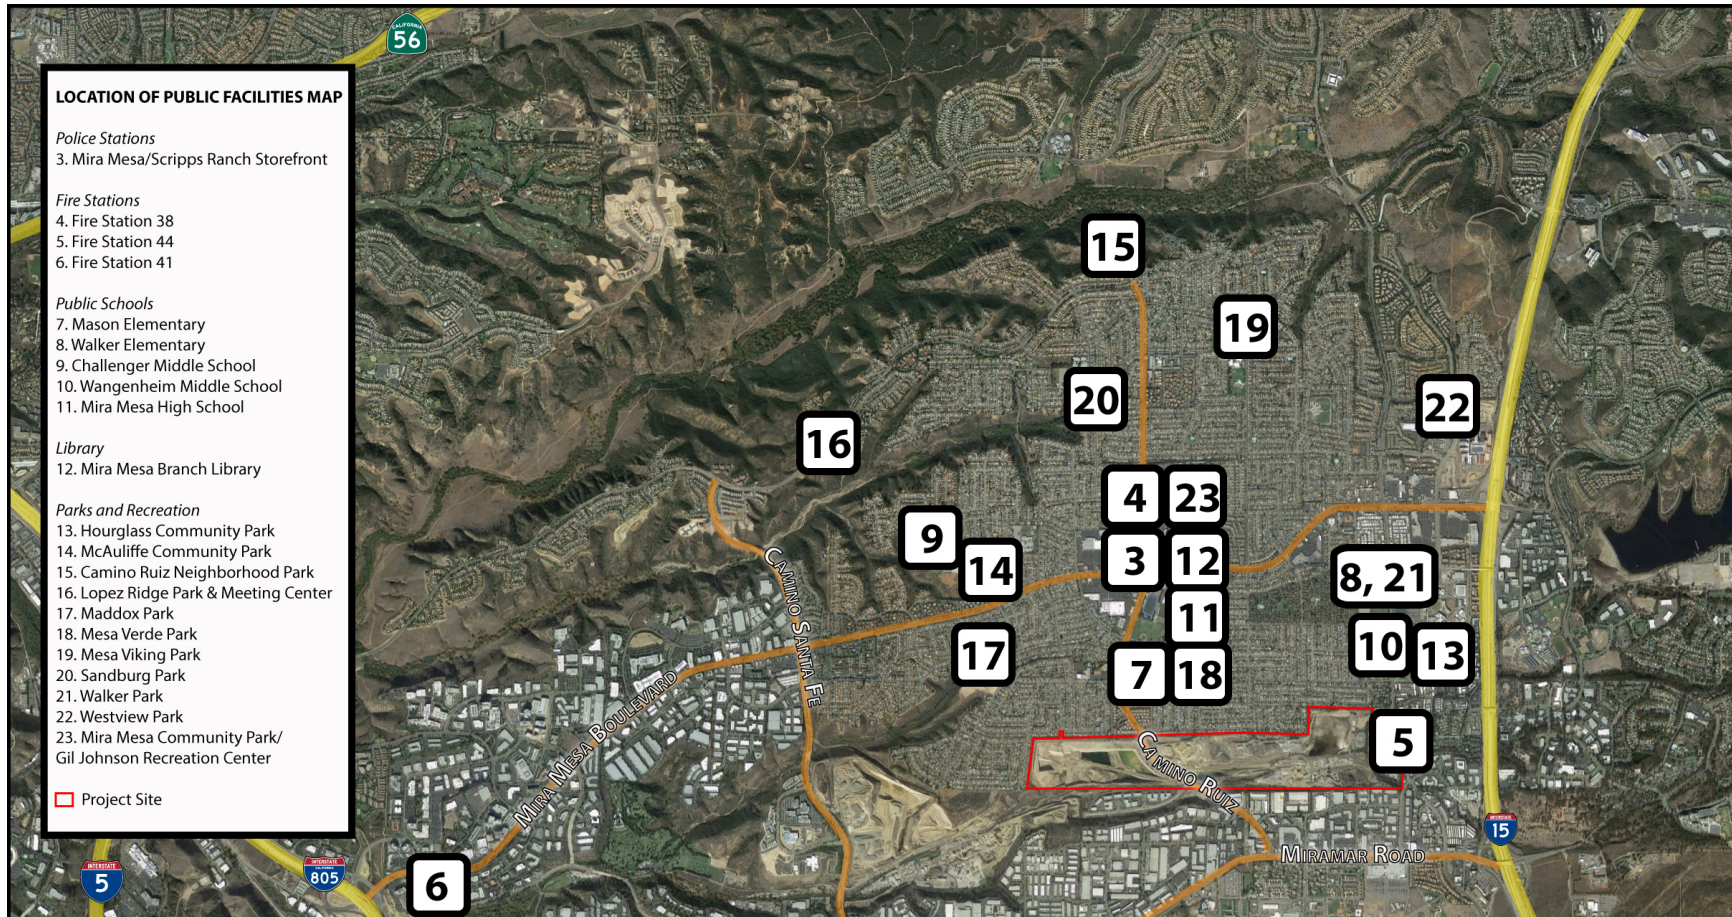 CALIFORNIA
56
LOCATION OF PUBLIC FACILITIES MAP
Police Stations
3. Mira Mesa/Scripps Ranch Storefront
Fire Stations
4. Fire Station 38
5. Fire Station 44
6. Fire Station 41
Public Schools
7. Mason Elementary
8. Walker Elementary
9. Challenger Middle School
10. Wangenheim Middle School
11. Mira Mesa High School
Library
12. Mira Mesa Branch Library
Parks and Recreation
13. Hourglass Community Park
14. McAuliffe Community Park
15. Camino Ruiz Neighborhood Park
16. Lopez Ridge Park & Meeting Center
17. Maddox Park
18. Mesa Verde Park
19. Mesa Viking Park
20. Sandburg Park
21. Walker Park
22. Westview Park
23. Mira Mesa Community Park/
Gil Johnson Recreation Center
Project Site
15
19
20
22
16
4
23
9
3
12
14
8, 21
11
17
10
13
7
18
5
6
CAMINO SANTA FE
MIRA MESA BOULEVARD
CAMINO RUIZ
MIRAMAR ROAD
INTERSTATE
5
INTERSTATE
CALIFORNIA
805
INTERSTATE
15